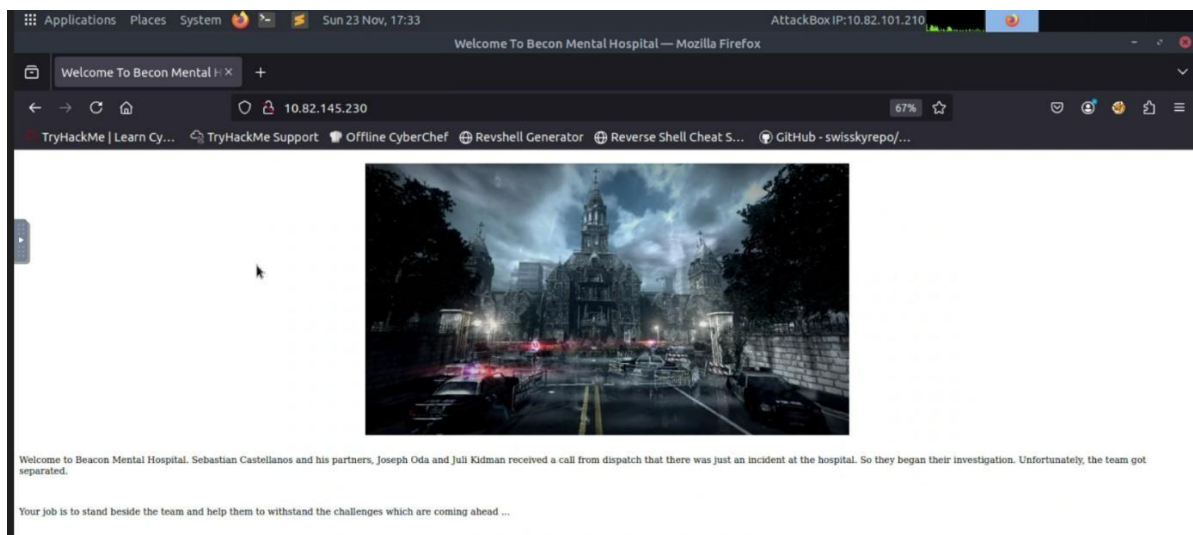 Applications Places System Sun 23 Nov, 17:33 AttackBox IP:10.82.101.210
Welcome To Becon Mental Hospital — Mozilla Firefox
Welcome To Becon Mental H
10.82.145.230 67%
TryHackMe | Learn Cy... TryHackMe Support Offline CyberChef Revshell Generator Reverse Shell Cheat S... GitHub - swisskyrepo/...
Welcome to Beacon Mental Hospital. Sebastian Castellanos and his partners, Joseph Oda and Juli Kidman received a call from dispatch that there was just an incident at the hospital. So they began their investigation. Unfortunately, the team got
separated.
Your job is to stand beside the team and help them to withstand the challenges which are coming ahead ...